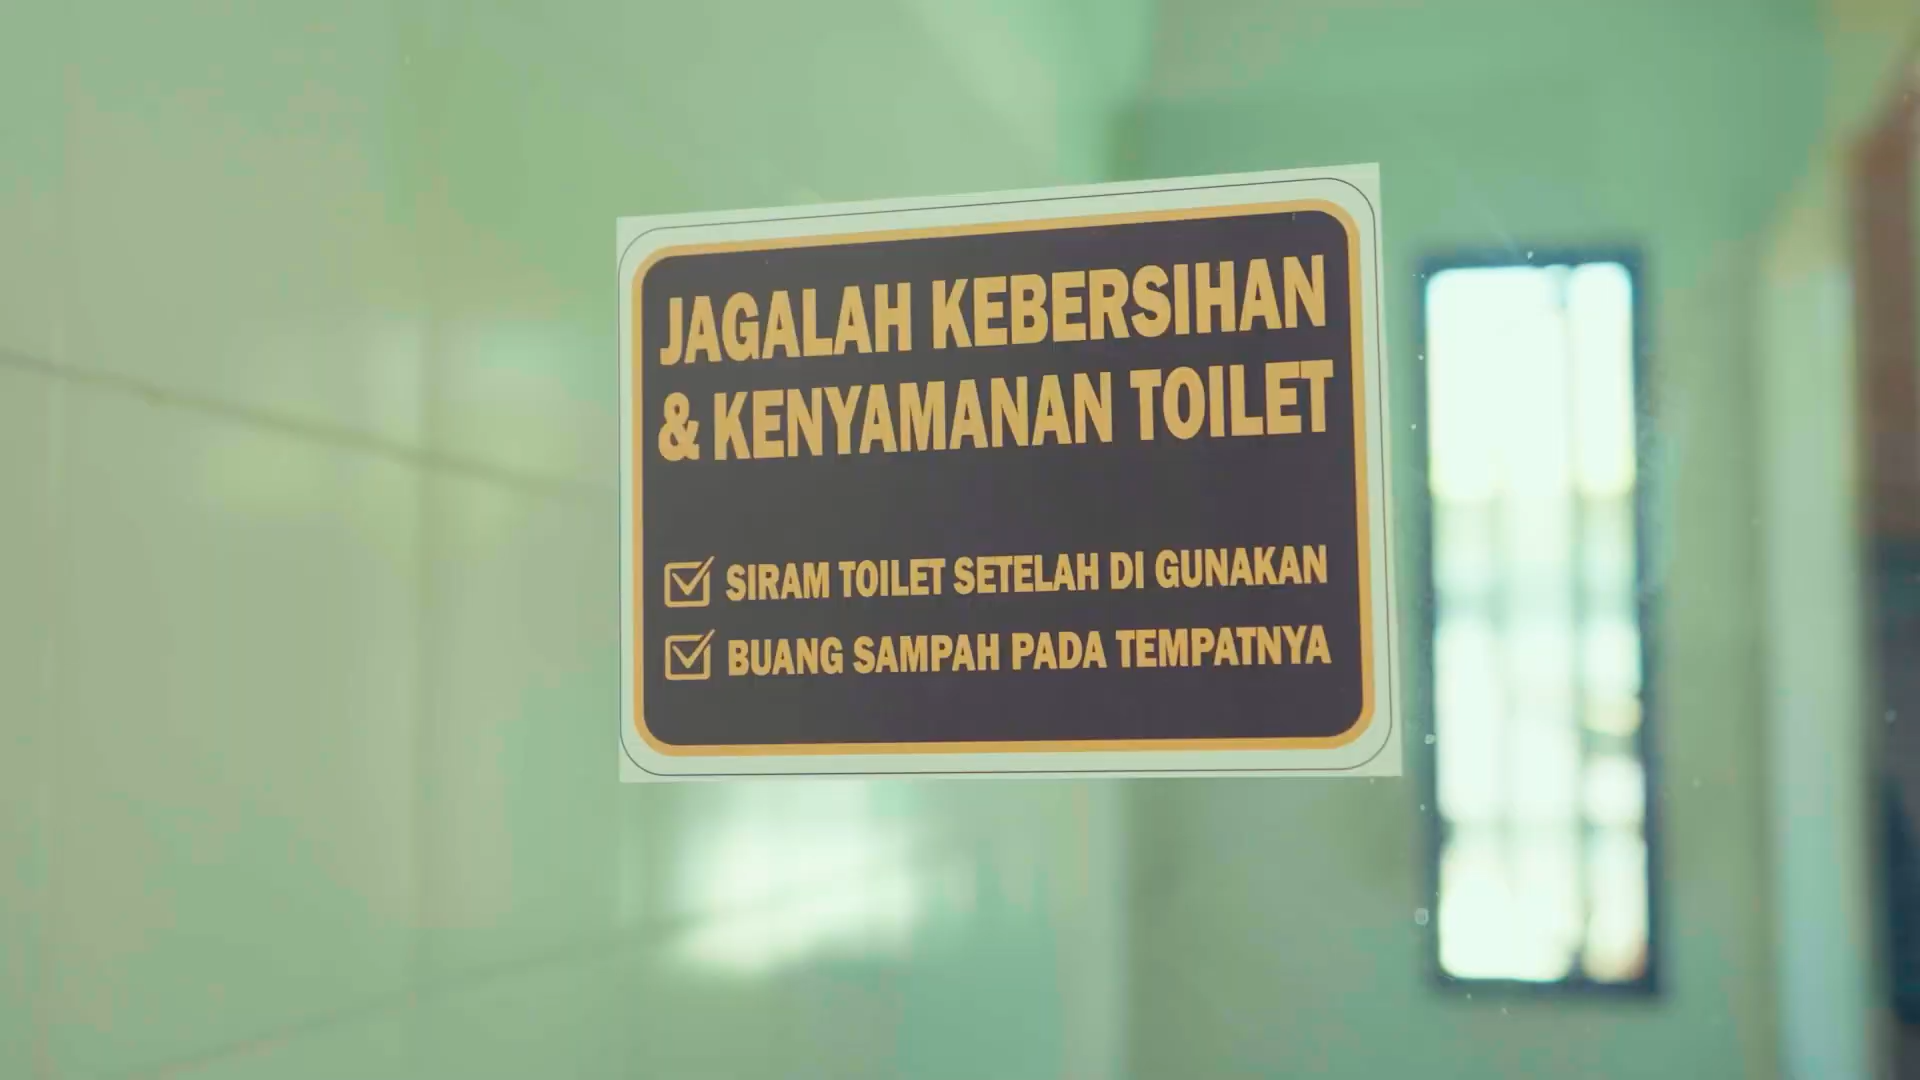 JAGALAH KEBERSIHAN
& KENYAMANAN TOILET
SIRAM TOILET SETELAH DI GUNAKAN
BUANG SAMPAH PADA TEMPATNYA